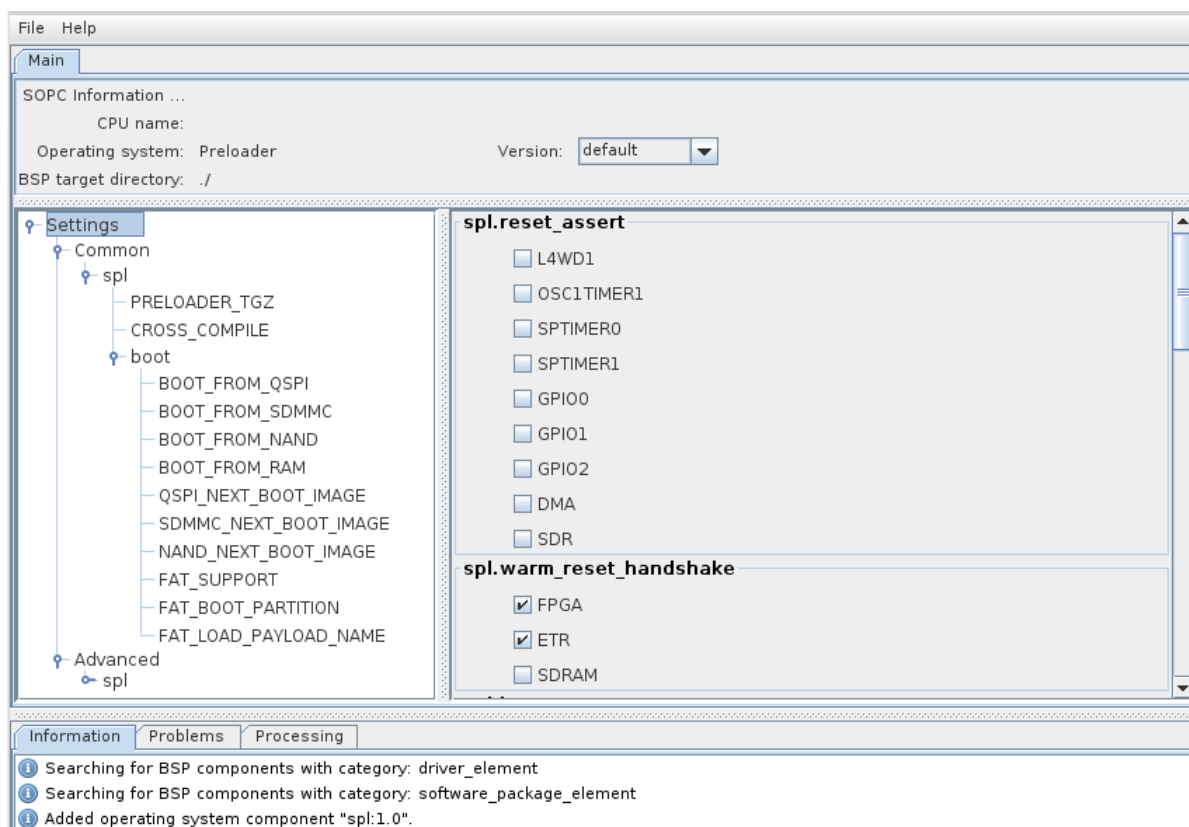 File Help
Main
SOPC Information ...
CPU name:
Operating system: Preloader Version: default
BSP target directory: ./
Settings
Common
spl
PRELOADER_TGZ
CROSS_COMPILE
boot
BOOT_FROM_QSPI
BOOT_FROM_SDMMC
BOOT_FROM_NAND
BOOT_FROM_RAM
QSPI_NEXT_BOOT_IMAGE
SDMMC_NEXT_BOOT_IMAGE
NAND_NEXT_BOOT_IMAGE
FAT_SUPPORT
FAT_BOOT_PARTITION
FAT_LOAD_PAYLOAD_NAME
Advanced
spl
spl.reset_assert
L4WD1
OSC1TIMER1
SPTIMER0
SPTIMER1
GPIO0
GPIO1
GPIO2
DMA
SDR
spl.warm_reset_handshake
FPGA
ETR
SDRAM
Information Problems Processing
Searching for BSP components with category: driver_element
Searching for BSP components with category: software_package_element
Added operating system component "spl:1.0".